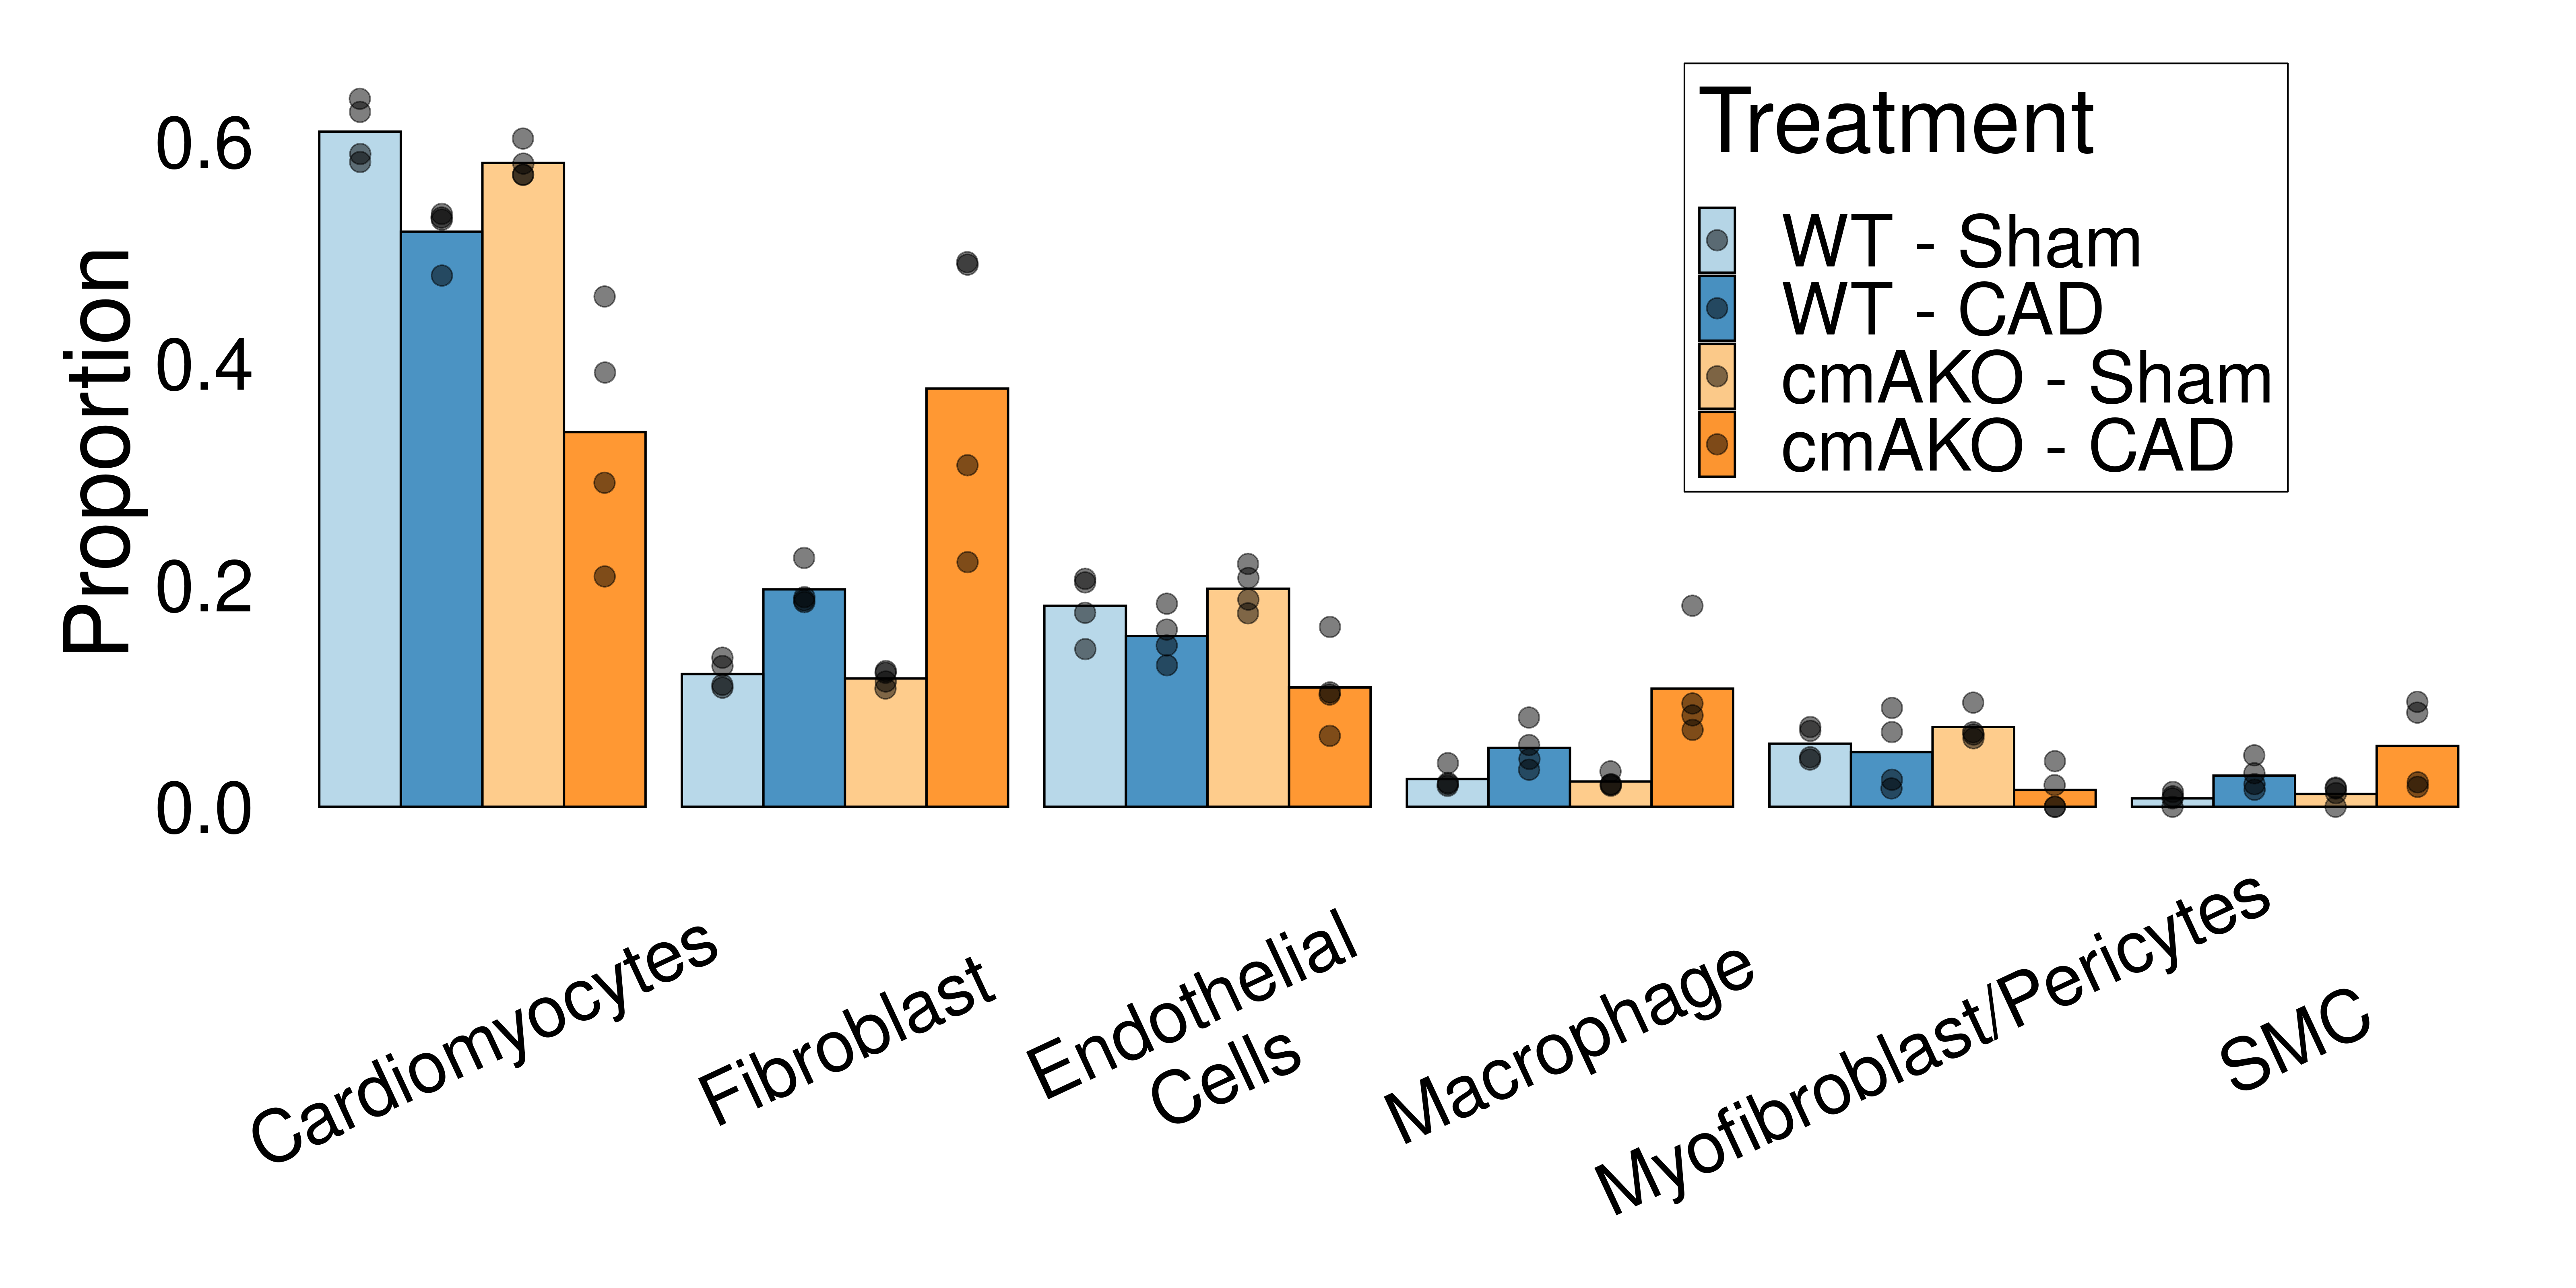 Proportion
0.6
0.4
0.2
0.0
Treatment
WT - Sham
WT - CAD
cmAKO - Sham
cmAKO - CAD
Cardiomyocytes
Fibroblast
Endothelial
Cells
Macrophage
Myofibroblast/Pericytes
SMC